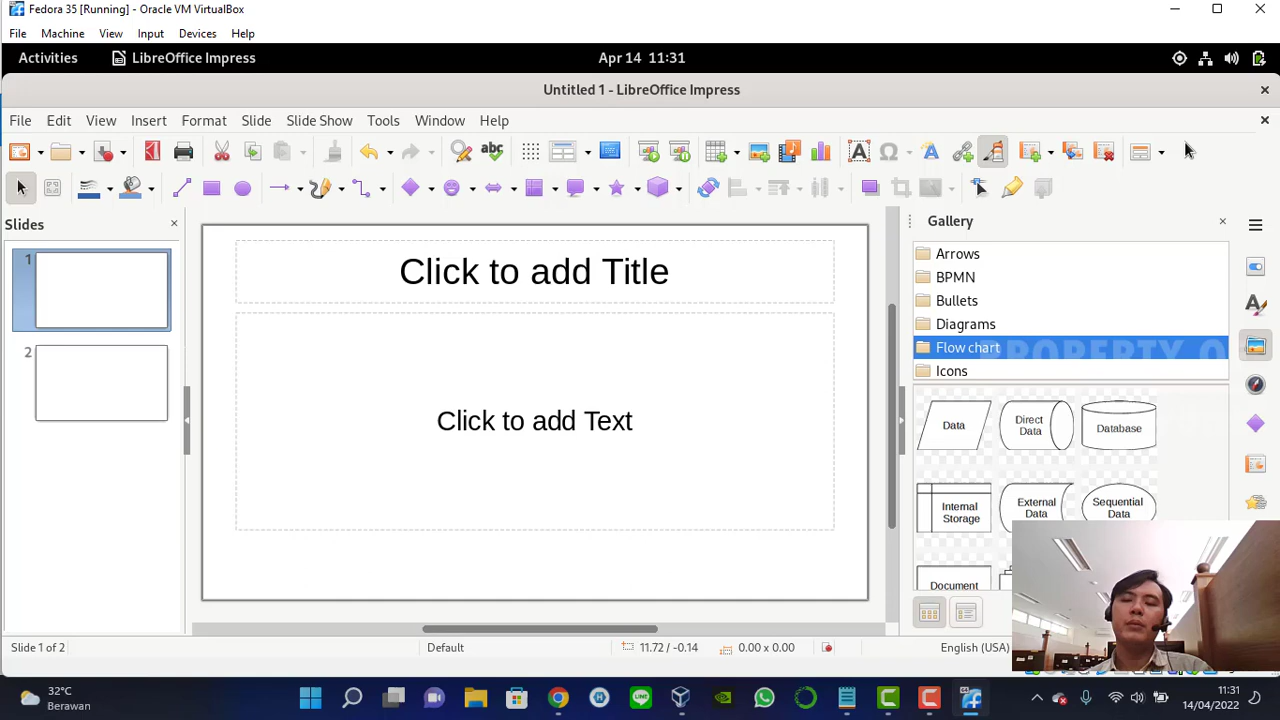 Fedora 35 [Running] - Oracle VM VirtualBox
File Machine View Input Devices Help
Activities LibreOffice Impress Apr 14 11:31
Untitled 1 - LibreOffice Impress
File Edit View Insert Format Slide Slide Show Tools Window Help
Slides
1
2
Click to add Title
Click to add Text
Gallery
Arrows
BPMN
Bullets
Diagrams
Flow chart
PROPERTY O
Icons
Data
Direct
Data
Database
Internal
Storage
External
Data
Sequential
Data
Document
Slide 1 of 2 Default 11.72 / -0.14 0.00 x 0.00 English (USA)
32°C
Berawan
11:31
14/04/2022